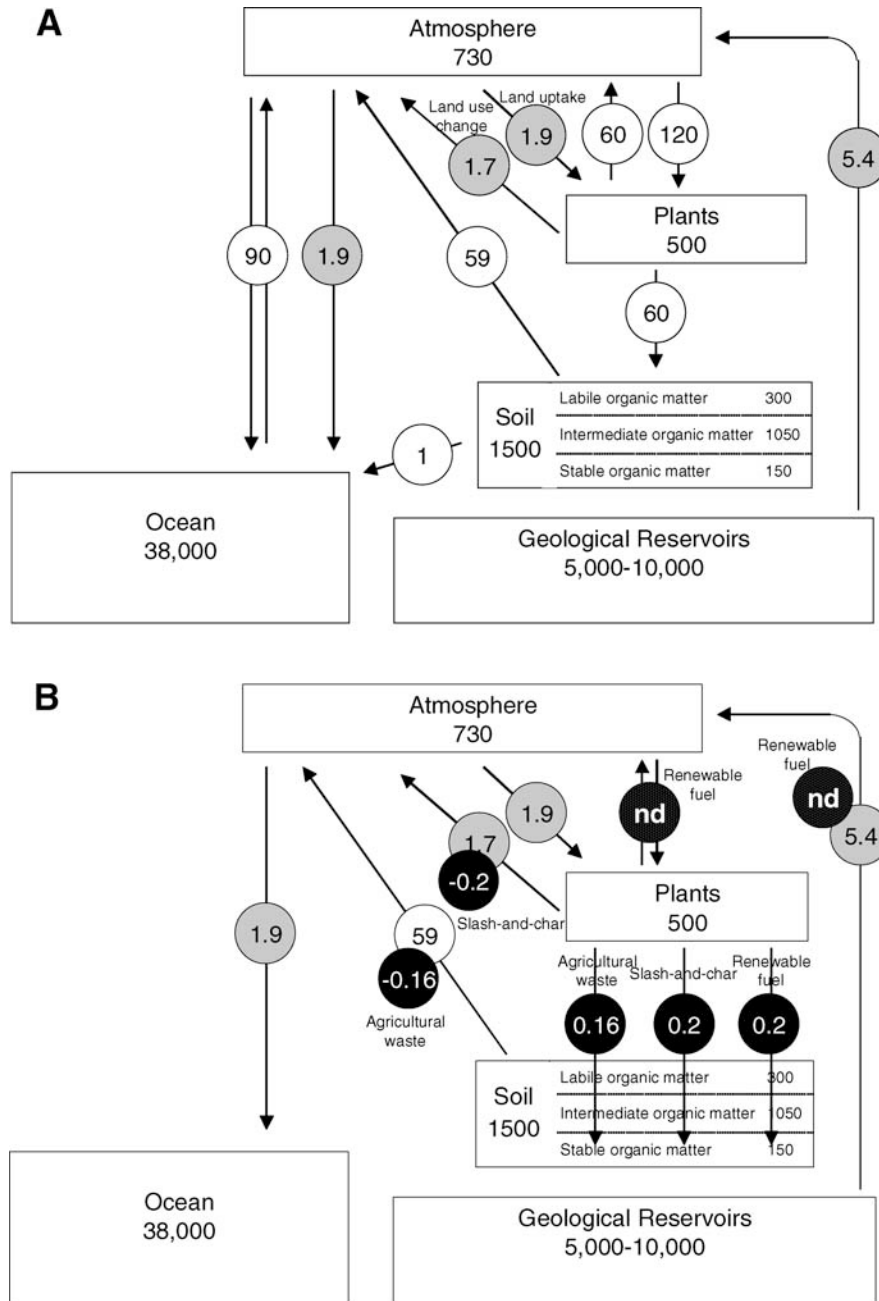 A
Atmosphere
730
Land use
change
Land uptake
1.7
1.9
60
120
5.4
Plants
500
90
1.9
59
60
Soil
1500
Labile organic matter 300
Intermediate organic matter 1050
Stable organic matter 150
1
Ocean
38,000
Geological Reservoirs
5,000-10,000
B
Atmosphere
730
Renewable
fuel
Renewable
fuel
nd
nd
5.4
1.9
1.7
-0.2
Slash-and-char
Plants
500
1.9
59
-0.16
Agricultural
waste
Agricultural
waste
Slash-and-char
Renewable
fuel
0.16
0.2
0.2
Soil
1500
Labile organic matter 300
Intermediate organic matter 1050
Stable organic matter 150
Ocean
38,000
Geological Reservoirs
5,000-10,000